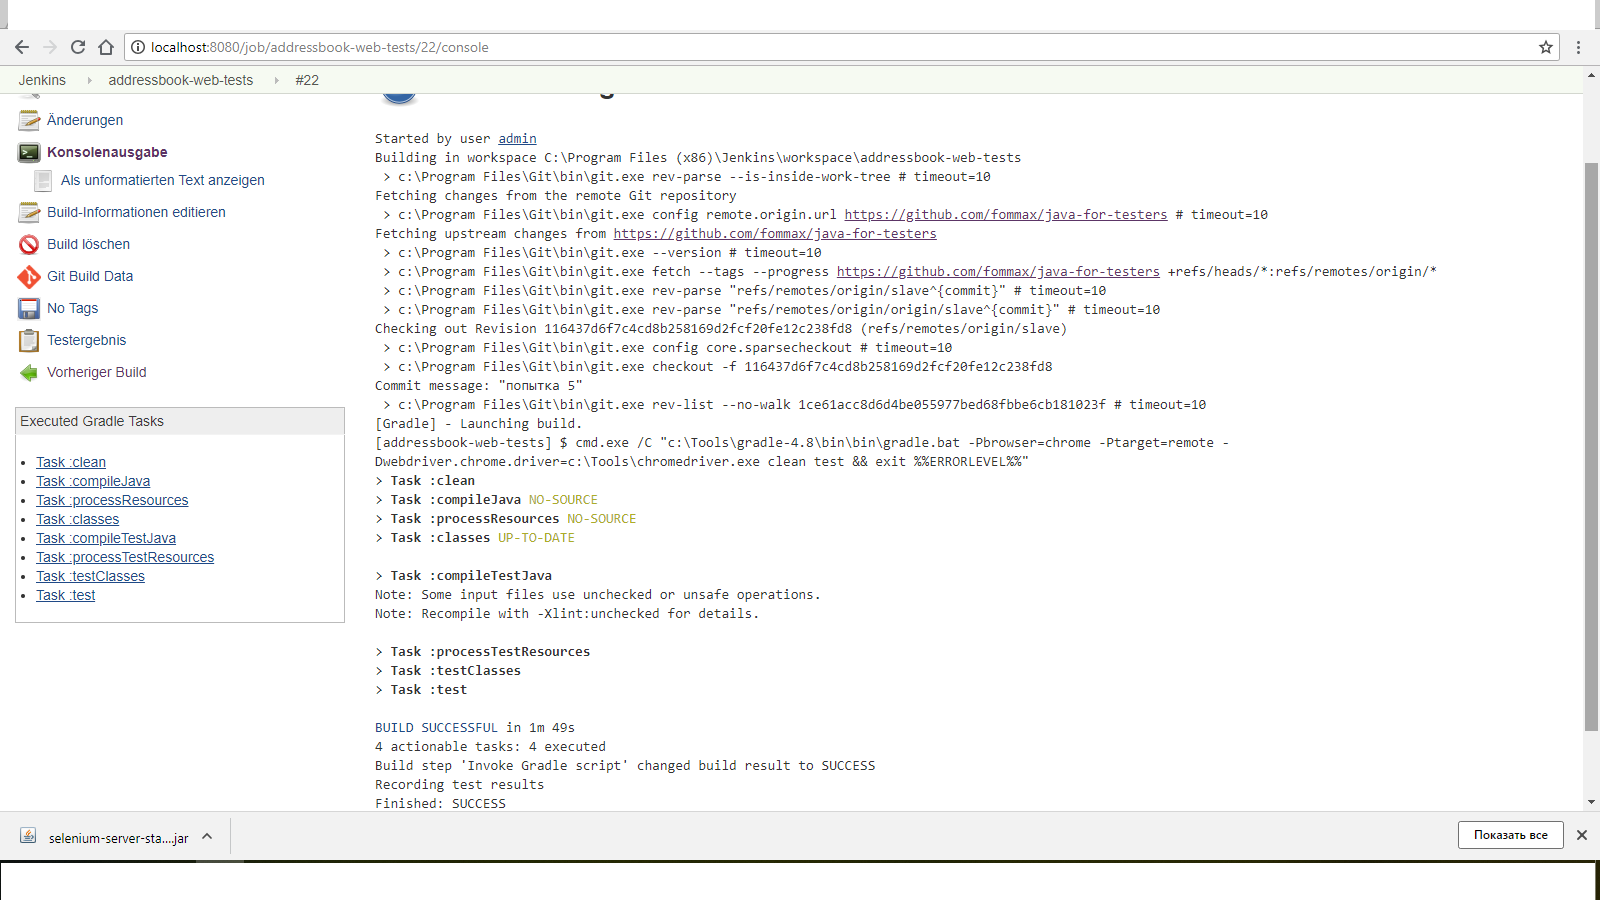 localhost:8080/job/addressbook-web-tests/22/console
Jenkins
addressbook-web-tests
#22
Änderungen
Konsolenausgabe
Als unformatierten Text anzeigen
Build-Informationen editieren
Build löschen
Git Build Data
No Tags
Testergebnis
Vorheriger Build
Executed Gradle Tasks
Task :clean
Task :compileJava
Task :processResources
Task :classes
Task :compileTestJava
Task :processTestResources
Task :testClasses
Task :test
Started by user admin
Building in workspace C:\Program Files (x86)\Jenkins\workspace\addressbook-web-tests
> c:\Program Files\Git\bin\git.exe rev-parse --is-inside-work-tree # timeout=10
Fetching changes from the remote Git repository
> c:\Program Files\Git\bin\git.exe config remote.origin.url https://github.com/fommax/java-for-testers # timeout=10
Fetching upstream changes from https://github.com/fommax/java-for-testers
> c:\Program Files\Git\bin\git.exe --version # timeout=10
> c:\Program Files\Git\bin\git.exe fetch --tags --progress https://github.com/fommax/java-for-testers +refs/heads/*:refs/remotes/origin/*
> c:\Program Files\Git\bin\git.exe rev-parse "refs/remotes/origin/slave^{commit}" # timeout=10
> c:\Program Files\Git\bin\git.exe rev-parse "refs/remotes/origin/origin/slave^{commit}" # timeout=10
Checking out Revision 116437d6f7c4cd8b258169d2fcf20fe12c238fd8 (refs/remotes/origin/slave)
> c:\Program Files\Git\bin\git.exe config core.sparsecheckout # timeout=10
> c:\Program Files\Git\bin\git.exe checkout -f 116437d6f7c4cd8b258169d2fcf20fe12c238fd8
Commit message: "попытка 5"
> c:\Program Files\Git\bin\git.exe rev-list --no-walk 1ce61acc8d6d4be055977bed68fbbe6cb181023f # timeout=10
[Gradle] - Launching build.
[addressbook-web-tests] $ cmd.exe /C "c:\Tools\gradle-4.8\bin\bin\gradle.bat -Pbrowser=chrome -Ptarget=remote -
Dwebdriver.chrome.driver=c:\Tools\chromedriver.exe clean test && exit %%ERRORLEVEL%%"
> Task :clean
> Task :compileJava NO-SOURCE
> Task :processResources NO-SOURCE
> Task :classes UP-TO-DATE
> Task :compileTestJava
Note: Some input files use unchecked or unsafe operations.
Note: Recompile with -Xlint:unchecked for details.
> Task :processTestResources
> Task :testClasses
> Task :test
BUILD SUCCESSFUL in 1m 49s
4 actionable tasks: 4 executed
Build step 'Invoke Gradle script' changed build result to SUCCESS
Recording test results
Finished: SUCCESS
selenium-server-sta....jar
Показать все